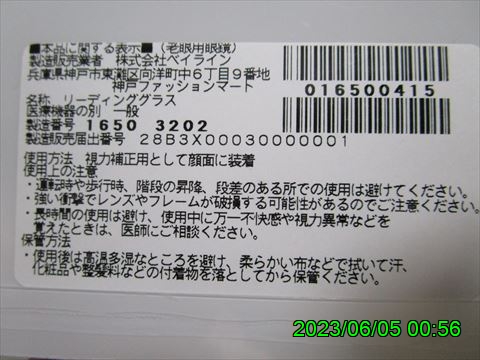 ■本品に関する表示■(老眼用眼鏡)
製造販売業者 株式会社ベイライン
兵庫県神戸市東灘区向洋町中6丁目9番地
神戸ファッションマート
016500415
名称 リーディンググラス
医療機器の別 一般
製造番号 1650 3202
製造販売届出番号 28B3X00030000001
使用方法 視力補正用として顔面に装着
使用上の注意
・運転時や歩行時、階段の昇降、段差のある所での使用は避けてください。
・強い衝撃でレンズやフレームが破損する可能性があるのでご注意ください。
・長時間の使用は避け、使用中に万一不快感や視力異常などを
覚えたときは、医師にご相談ください。
保管方法
・使用後は高温多湿なところを避け、柔らかい布などで拭いて汗、
化粧品や整髪料などの付着物を落としてから保管ください。
2023/06/05 00:56